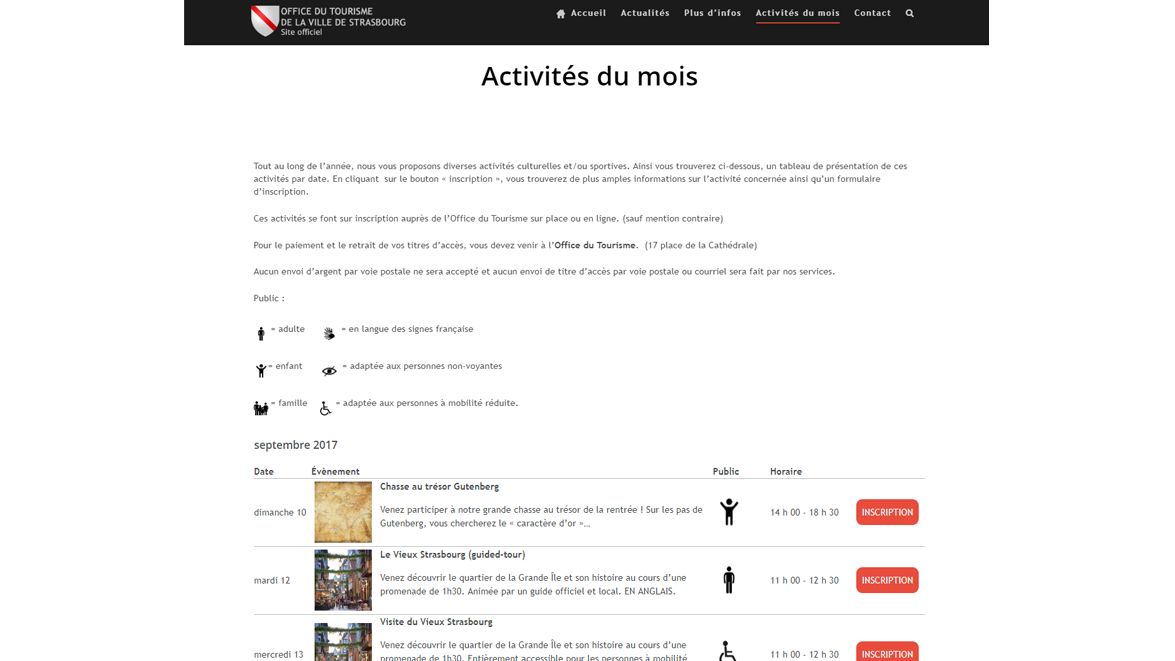 OFFICE DU TOURISME
DE LA VILLE DE STRASBOURG
Site officiel
Accueil
Actualités
Plus d'infos
Activités du mois
Contact
Activités du mois
Tout au long de l'année, nous vous proposons diverses activités culturelles et/ou sportives. Ainsi vous trouverez ci-dessous, un tableau de présentation de ces
activités par date. En cliquant  sur le bouton « inscription », vous trouverez de plus amples informations sur l'activité concernée ainsi qu'un formulaire
d'inscription.
Ces activités se font sur inscription auprès de l'Office du Tourisme sur place ou en ligne. (sauf mention contraire)
Pour le paiement et le retrait de vos titres d'accès, vous devez venir à l'Office du Tourisme.  (17 place de la Cathédrale)
Aucun envoi d'argent par voie postale ne sera accepté et aucun envoi de titre d'accès par voie postale ou courriel sera fait par nos services.
Public :
= adulte
= en langue des signes française
= enfant
= adaptée aux personnes non-voyantes
= famille
= adaptée aux personnes à mobilité réduite.
septembre 2017
Date
Évènement
Public
Horaire
Chasse au trésor Gutenberg
dimanche 10
Venez participer à notre grande chasse au trésor de la rentrée ! Sur les pas de
Gutenberg, vous chercherez le « caractère d'or »...
14 h 00 - 18 h 30
INSCRIPTION
Le Vieux Strasbourg (guided-tour)
mardi 12
Venez découvrir le quartier de la Grande Île et son histoire au cours d'une
promenade de 1h30. Animée par un guide officiel et local. EN ANGLAIS.
11 h 00 - 12 h 30
INSCRIPTION
Visite du Vieux Strasbourg
mercredi 13
Venez découvrir le quartier de la Grande Île et son histoire au cours d'une
promenade de 1h30. Entièrement accessible pour les personnes à mobilité
11 h 00 - 12 h 30
INSCRIPTION